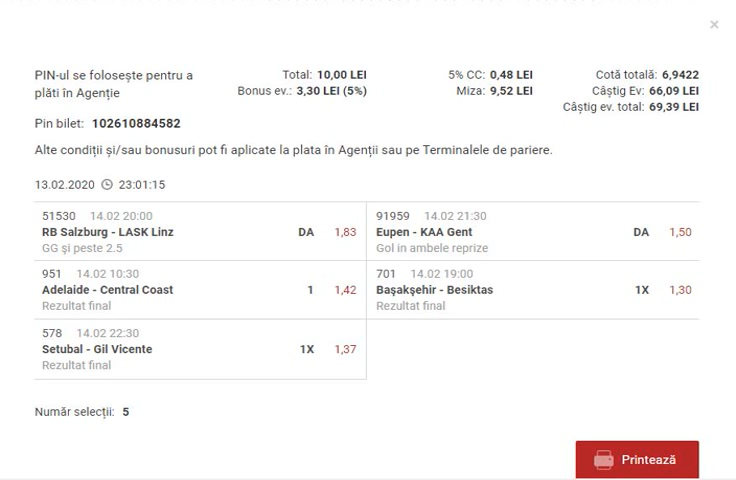 ×
PIN-ul se folosește pentru a
plăti în Agenție
Total: 10,00 LEI
Bonus ev.: 3,30 LEI (5%)
5% CC: 0,48 LEI
Miza: 9,52 LEI
Cotă totală: 6,9422
Câștig Ev: 66,09 LEI
Câștig ev. total: 69,39 LEI
Pin bilet: 102610884582
Alte condiții și/sau bonusuri pot fi aplicate la plata în Agenții sau pe Terminalele de pariere.
13.02.2020 23:01:15
51530 14.02 20:00
RB Salzburg - LASK Linz DA 1,83
GG și peste 2.5
91959 14.02 21:30
Eupen - KAA Gent DA 1,50
Gol in ambele reprize
951 14.02 10:30
Adelaide - Central Coast 1 1,42
Rezultat final
701 14.02 19:00
Başakşehir - Besiktas 1X 1,30
Rezultat final
578 14.02 22:30
Setubal - Gil Vicente 1X 1,37
Rezultat final
Număr selecții: 5
Printează